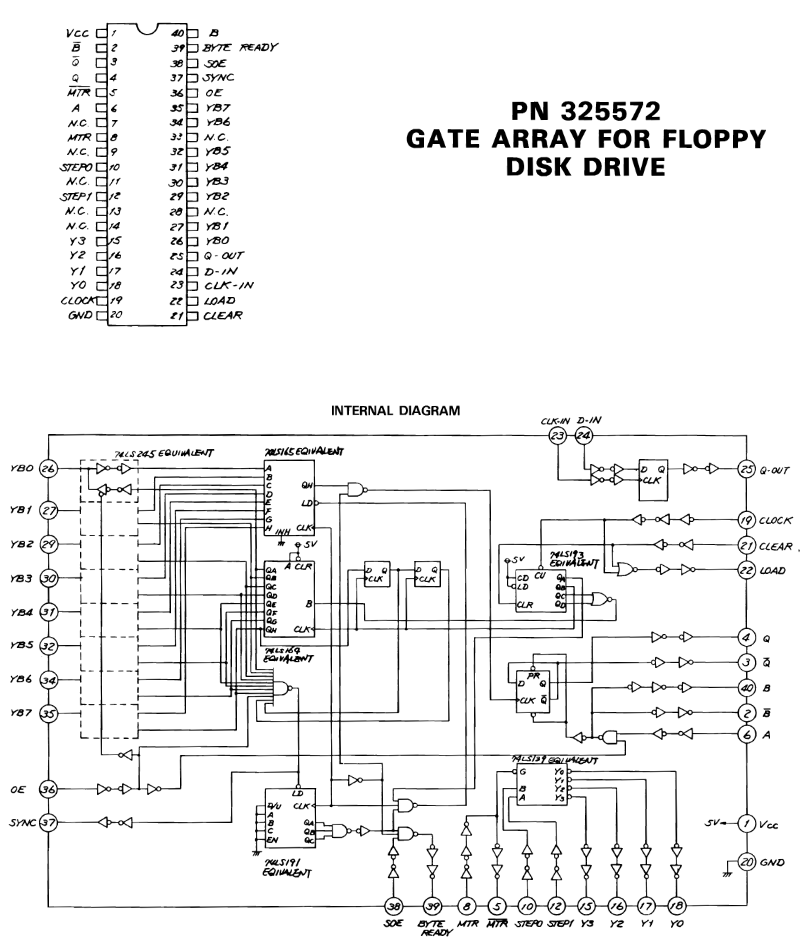 VCC 1 40 B
B̅ 2 39 BYTE READY
Q̅ 3 38 SOE
Q 4 37 SYNC
M̅T̅R̅ 5 36 OE
A 6 35 YB7
N.C. 7 34 YB6
MTR 8 33 N.C.
N.C. 9 32 YB5
STEP0 10 31 YB4
N.C. 11 30 YB3
STEP1 12 29 YB2
N.C. 13 28 N.C.
N.C. 14 27 YB1
Y3 15 26 YB0
Y2 16 25 Q-OUT
Y1 17 24 D-IN
Y0 18 23 CLK-IN
CLOCK 19 22 LOAD
GND 20 21 CLEAR
PN 325572
GATE ARRAY FOR FLOPPY
DISK DRIVE
INTERNAL DIAGRAM
CLK-IN D-IN
23 24
74LS245 EQUIVALENT
74LS165 EQUIVALENT
YB0 26
YB1 27
YB2 29
YB3 30
YB4 31
YB5 32
YB6 34
YB7 35
OE 36
SYNC 37
A
B
C
D
E
F
G
H
QH
LD
CLK
INH
5V
A CLR
QA
QB
QC
QD
QE
QF
QG
QH
B
CLK
74LS164
EQUIVALENT
D Q
CLK
D Q
CLK
D Q
CLK
25 Q-OUT
19 CLOCK
21 CLEAR
22 LOAD
74LS193
EQUIVALENT
5V
CU
CD
LD
CLR
QA
QB
QC
QD
4 Q
3 Q̅
40 B
2 B̅
6 A
PR
D Q
CLK Q̅
74LS139 EQUIVALENT
G
B
A
Y0
Y1
Y2
Y3
LD
D/U
A
B
C
EN
CLK
QA
QB
QC
74LS191
EQUIVALENT
5V 1 Vcc
20 GND
38 39 8 5 10 12 15 16 17 18
SOE BYTE READY MTR M̅T̅R̅ STEP0 STEP1 Y3 Y2 Y1 Y0